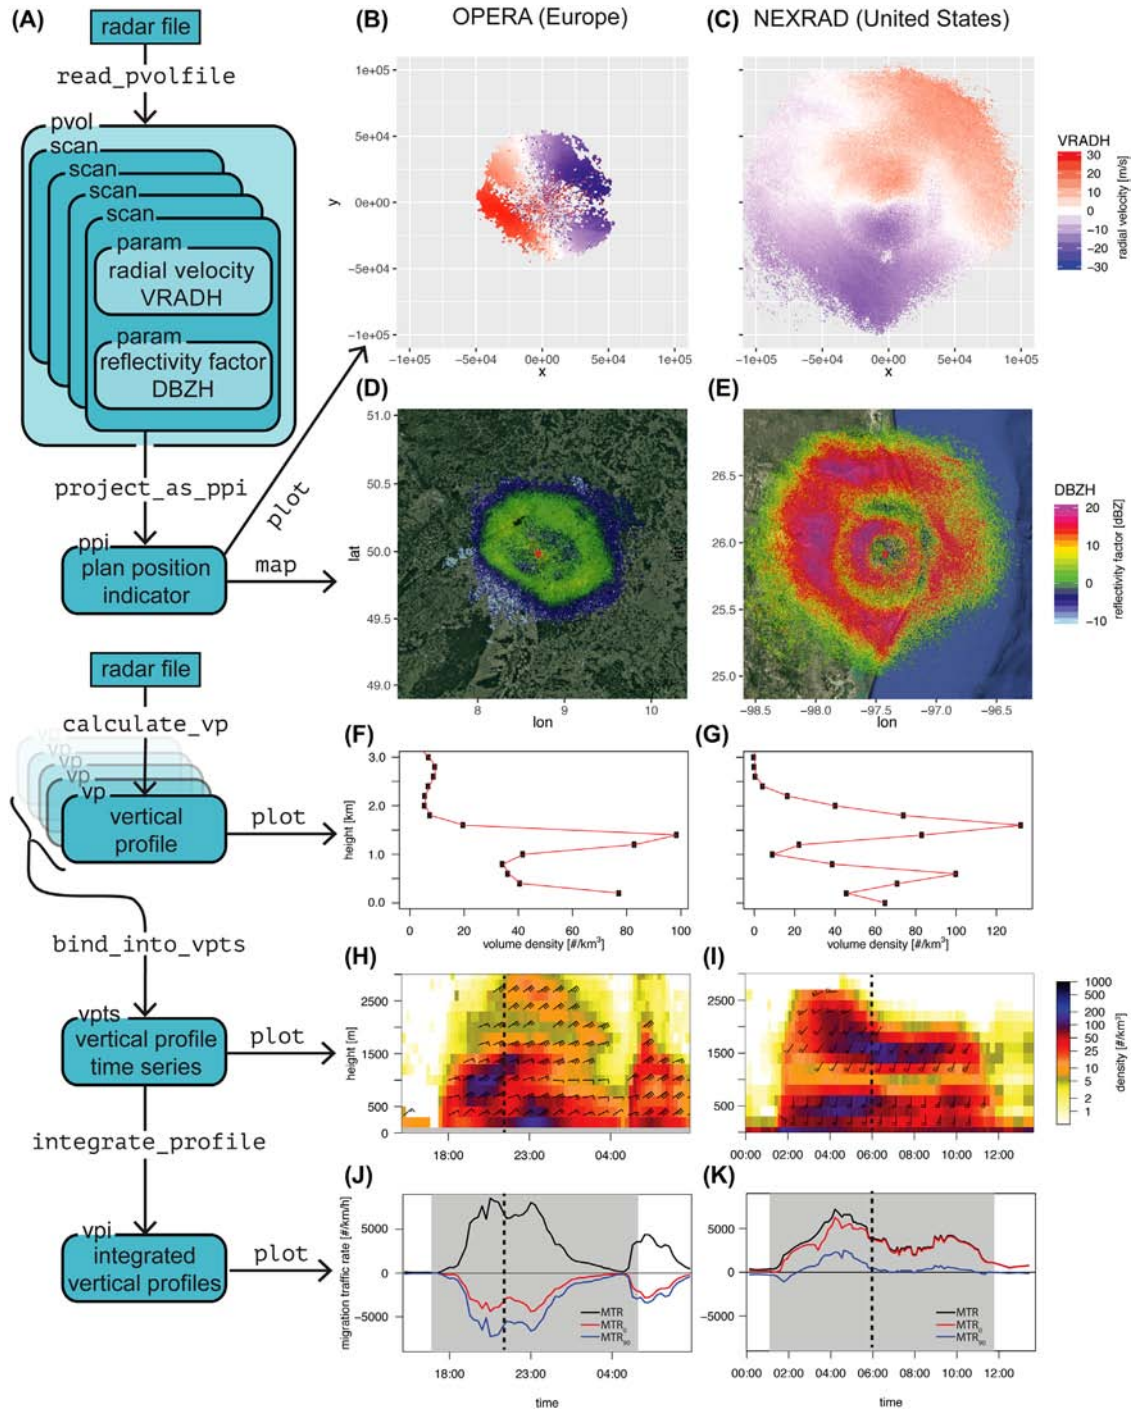 (A)
radar file
read_pvolfile
pvol
scan
scan
scan
scan
param
radial velocity
VRADH
param
reflectivity factor
DBZH
project_as_ppi
ppi
plan position
indicator
plot
map
radar file
calculate_vp
vp
vp
vp
vp
vp
vertical
profile
plot
bind_into_vpts
vpts
vertical profile
time series
plot
integrate_profile
vpi
integrated
vertical profiles
plot
OPERA (Europe)
(B)
1e+05
5e+04
0e+00
−5e+04
−1e+05
y
−1e+05 −5e+04 0e+00 5e+04 1e+05
x
NEXRAD (United States)
(C)
−1e+05 −5e+04 0e+00 5e+04 1e+05
x
VRADH
30
20
10
0
−10
−20
−30
radial velocity [m/s]
(D)
51.0
50.5
50.0
49.5
49.0
lat
8 9 10
lon
(E)
26.5
26.0
25.5
25.0
lat
−98.5 −98.0 −97.5 −97.0 −96.5
lon
DBZH
20
10
0
−10
reflectivity factor [dBZ]
(F)
3.0
2.0
1.0
0.0
height [km]
0 20 40 60 80 100
volume density [#/km³]
(G)
0 20 40 60 80 100 120
volume density [#/km³]
(H)
2500
1500
500
0
height [m]
18:00 23:00 04:00
(I)
2500
1500
500
0
00:00 02:00 04:00 06:00 08:00 10:00 12:00
1000
500
200
100
50
25
10
5
2
1
density [#/km³]
(J)
5000
0
−5000
migration traffic rate [#/km/h]
MTR
MTR₀
MTR₉₀
18:00 23:00 04:00
time
(K)
5000
0
−5000
MTR
MTR₀
MTR₉₀
00:00 02:00 04:00 06:00 08:00 10:00 12:00
time